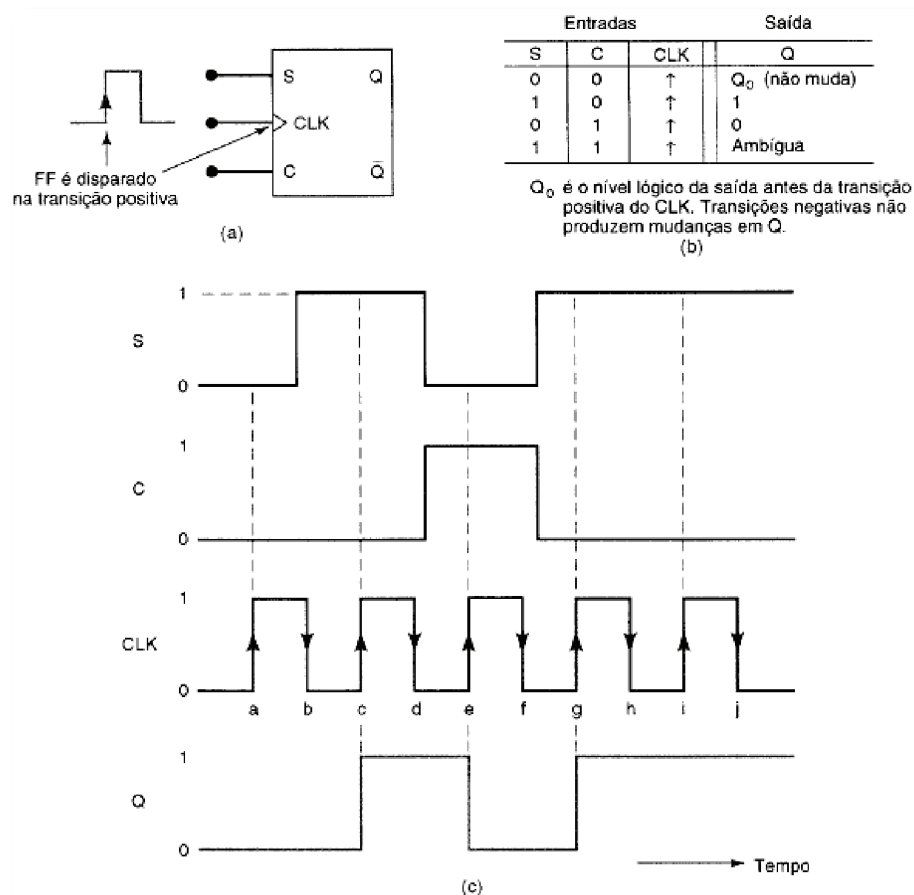 S
Q
CLK
C
Q̅
FF é disparado
na transição positiva
(a)
Entradas Saída
S C CLK Q
0 0 ↑ Q₀ (não muda)
1 0 ↑ 1
0 1 ↑ 0
1 1 ↑ Ambígua
Q₀ é o nível lógico da saída antes da transição
positiva do CLK. Transições negativas não
produzem mudanças em Q.
(b)
1
S
0
1
C
0
1
CLK
0
a b c d e f g h i j
1
Q
0
Tempo
(c)